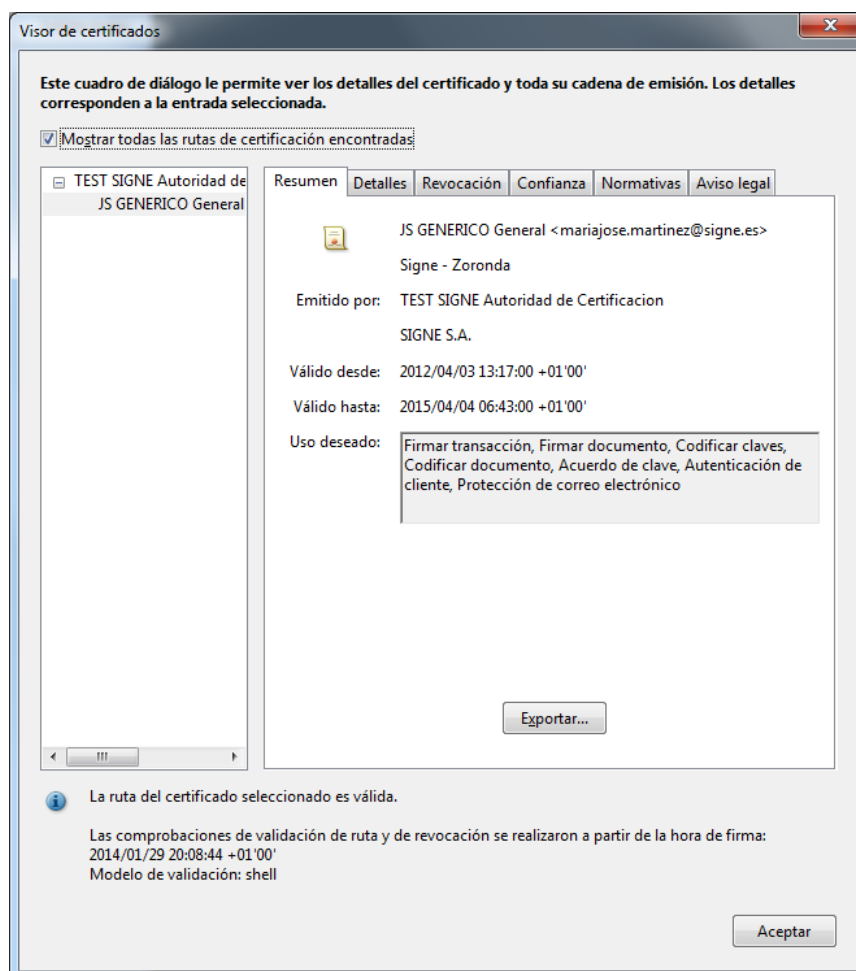 Visor de certificados
Este cuadro de diálogo le permite ver los detalles del certificado y toda su cadena de emisión. Los detalles
corresponden a la entrada seleccionada.
Mostrar todas las rutas de certificación encontradas
TEST SIGNE Autoridad de
JS GENERICO General
Resumen Detalles Revocación Confianza Normativas Aviso legal
JS GENERICO General <mariajose.martinez@signe.es>
Signe - Zoronda
Emitido por: TEST SIGNE Autoridad de Certificacion
SIGNE S.A.
Válido desde: 2012/04/03 13:17:00 +01'00'
Válido hasta: 2015/04/04 06:43:00 +01'00'
Uso deseado: Firmar transacción, Firmar documento, Codificar claves,
Codificar documento, Acuerdo de clave, Autenticación de
cliente, Protección de correo electrónico
Exportar...
La ruta del certificado seleccionado es válida.
Las comprobaciones de validación de ruta y de revocación se realizaron a partir de la hora de firma:
2014/01/29 20:08:44 +01'00'
Modelo de validación: shell
Aceptar